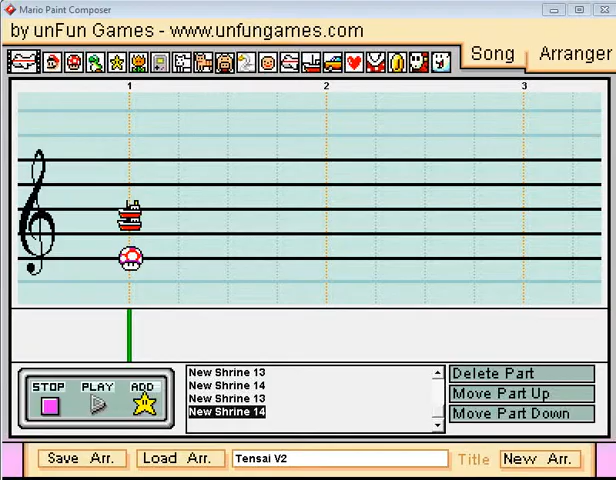 Mario Paint Composer
by unFun Games - www.unfungames.com
Song
Arranger
1 2 3
New Shrine 13
New Shrine 14
New Shrine 13
New Shrine 14
STOP PLAY ADD
Delete Part
Move Part Up
Move Part Down
Save Arr. Load Arr. Tensai V2 Title New Arr.